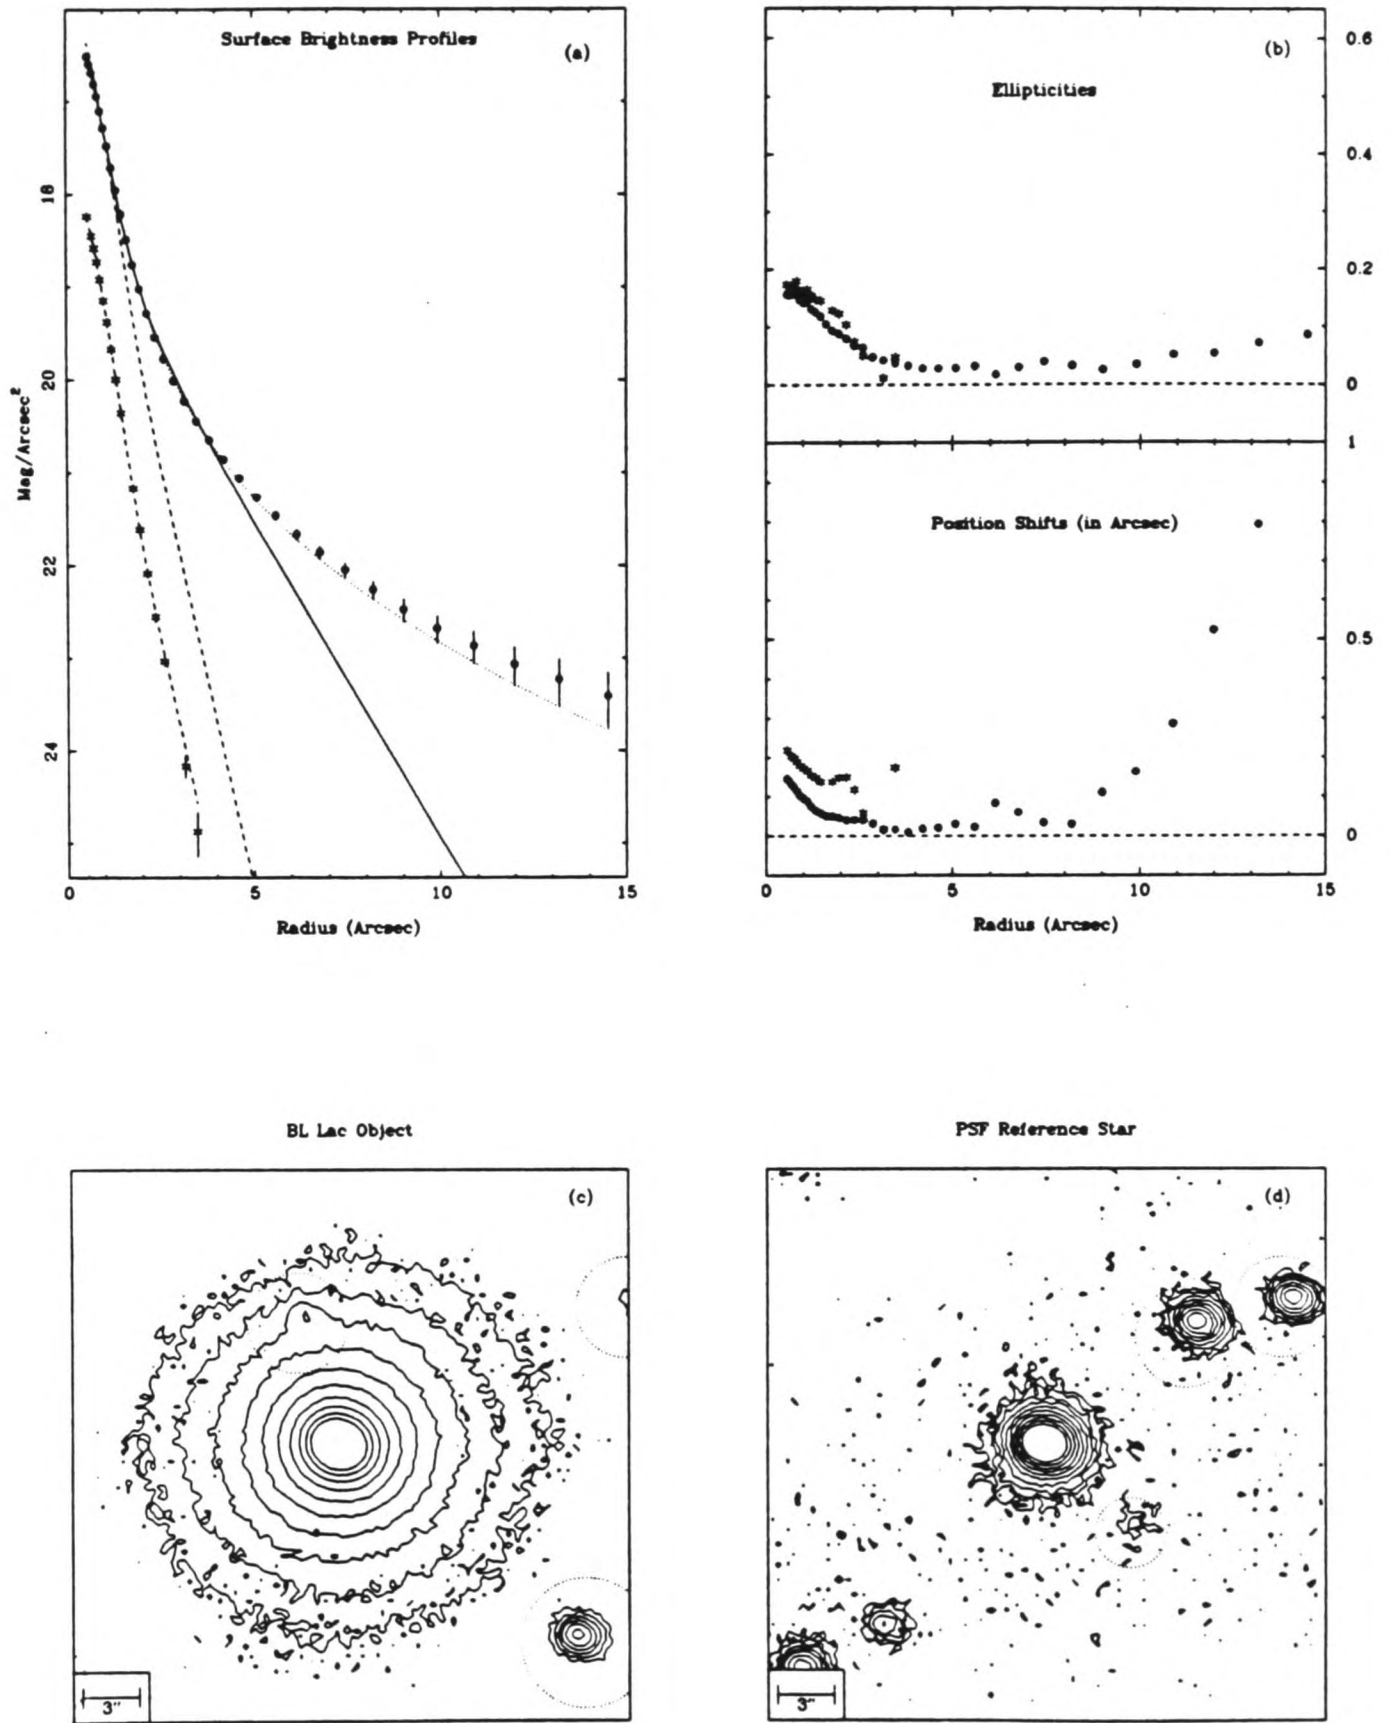 Surface Brightness Profiles
(a)
18
20
22
24
Mag/Arcsec²
0 5 10 15
Radius (Arcsec)
(b)
Ellipticities
0.6
0.4
0.2
0
1
Position Shifts (in Arcsec)
0.5
0
0 5 10 15
Radius (Arcsec)
BL Lac Object
(c)
3"
PSF Reference Star
(d)
3"